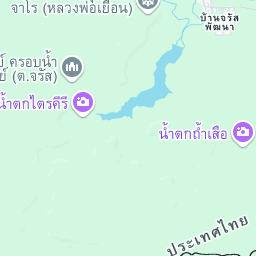 จาไร (หลวงพ่อเยือน)
บ้านจรัส
พัฒนา
ครอบน้ำ
(ต.จรัส)
น้ำตกไตรคีรี
น้ำตกถ้ำเสือ
ประเทศไทย